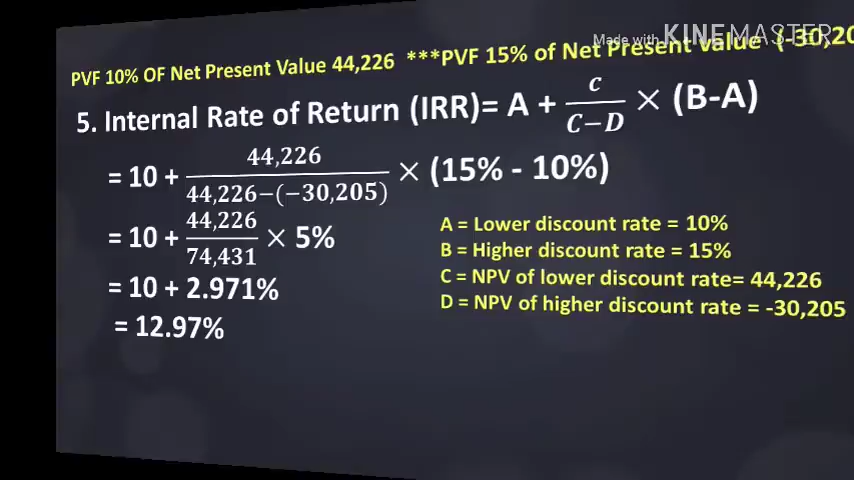 Made with KINEMASTER
PVF 10% OF Net Present Value 44,226 ***PVF 15% of Net Present Value (-30,20
5. Internal Rate of Return (IRR)= A + c/C−D × (B-A)
= 10 + 44,226/44,226−(−30,205) × (15% - 10%)
= 10 + 44,226/74,431 × 5%
= 10 + 2.971%
= 12.97%
A = Lower discount rate = 10%
B = Higher discount rate = 15%
C = NPV of lower discount rate= 44,226
D = NPV of higher discount rate = -30,205